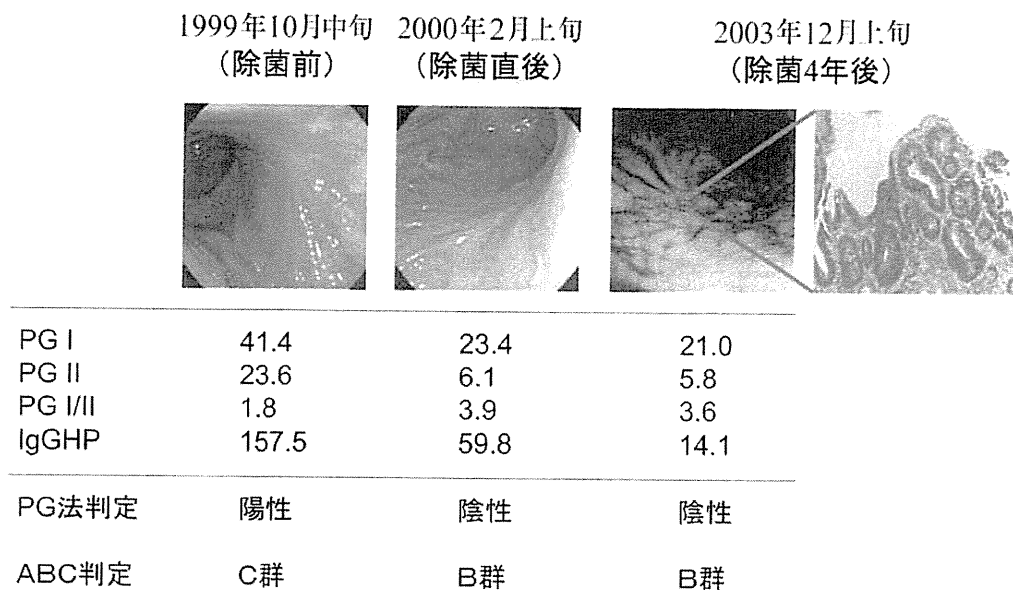 1999年10月中旬 2000年2月上旬 2003年12月上旬
（除菌前） （除菌直後） （除菌4年後）
PG I 41.4 23.4 21.0
PG II 23.6 6.1 5.8
PG I/II 1.8 3.9 3.6
IgGHP 157.5 59.8 14.1
PG法判定 陽性 陰性 陰性
ABC判定 C群 B群 B群